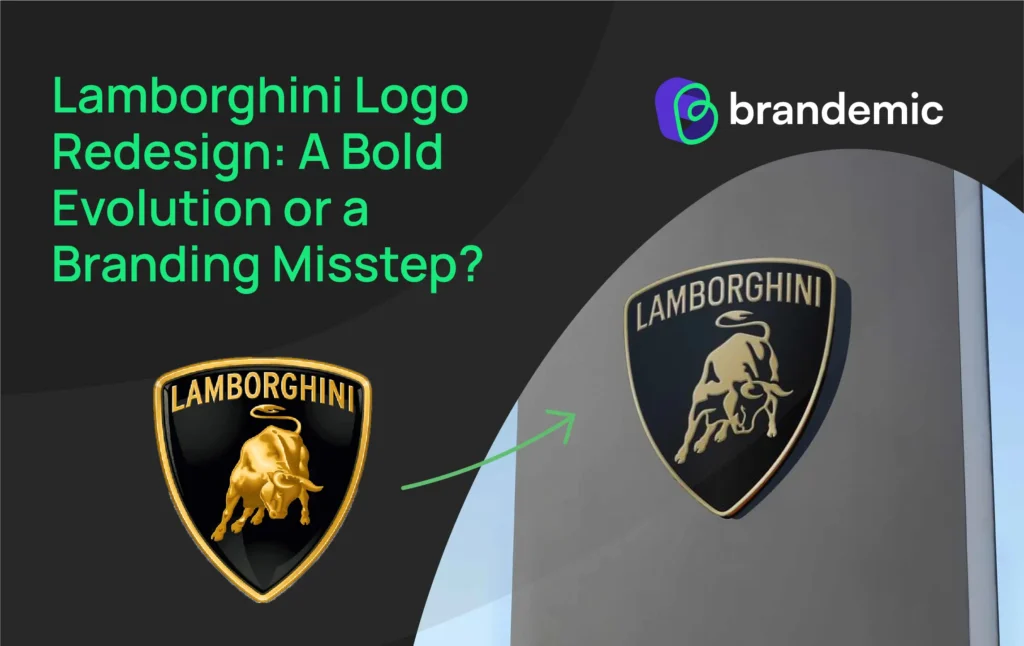 Lamborghini Logo
Redesign: A Bold
Evolution or a
Branding Misstep?
brandemic
LAMBORGHINI
LAMBORGHINI